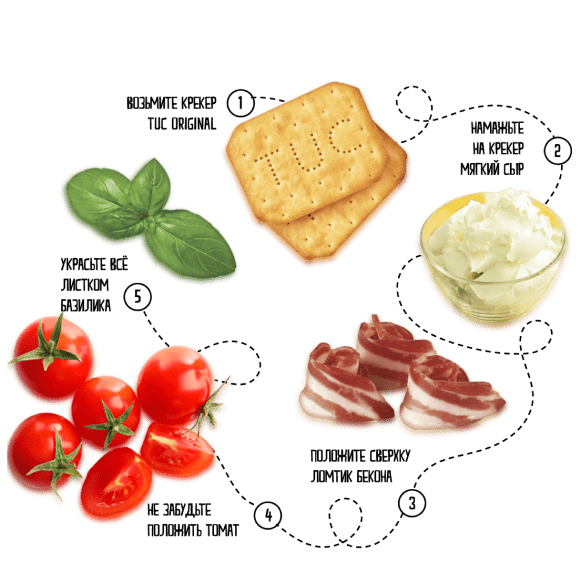 ВОЗЬМИТЕ КРЕКЕР
TUC ORIGINAL
1
TUC
НАМАЖЬТЕ
НА КРЕКЕР
МЯГКИЙ СЫР
2
ПОЛОЖИТЕ СВЕРХУ
ЛОМТИК БЕКОНА
3
НЕ ЗАБУДЬТЕ
ПОЛОЖИТЬ ТОМАТ
4
УКРАСЬТЕ ВСЁ
ЛИСТКОМ
БАЗИЛИКА
5